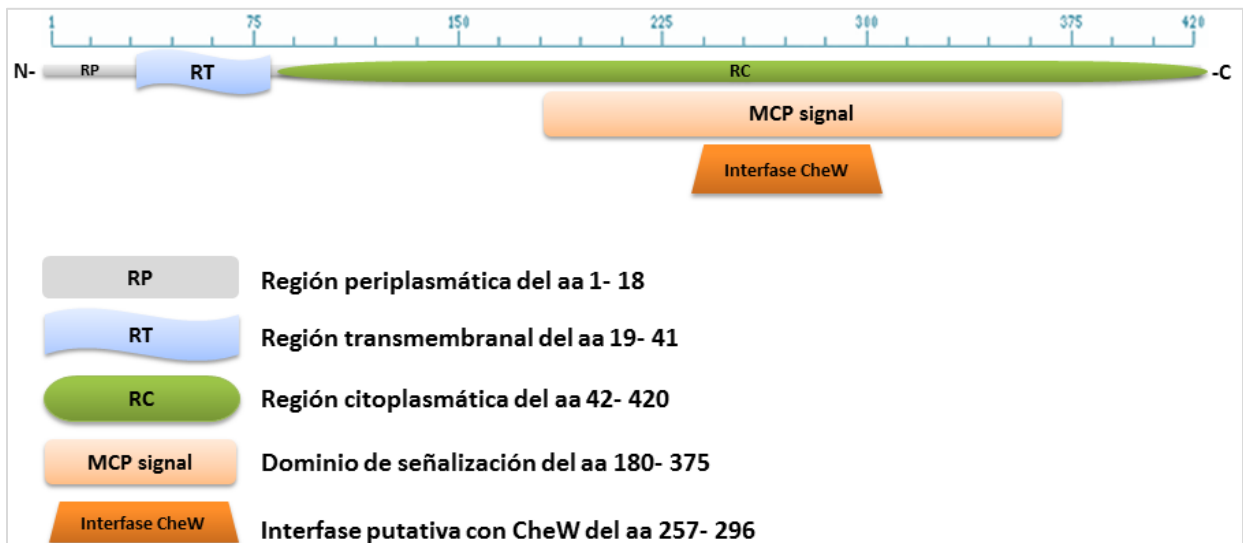 1 75 150 225 300 375 420
N- RP RT RC -C
MCP signal
Interfase CheW
RP Región periplasmática del aa 1- 18
RT Región transmembranal del aa 19- 41
RC Región citoplasmática del aa 42- 420
MCP signal Dominio de señalización del aa 180- 375
Interfase CheW Interfase putativa con CheW del aa 257- 296